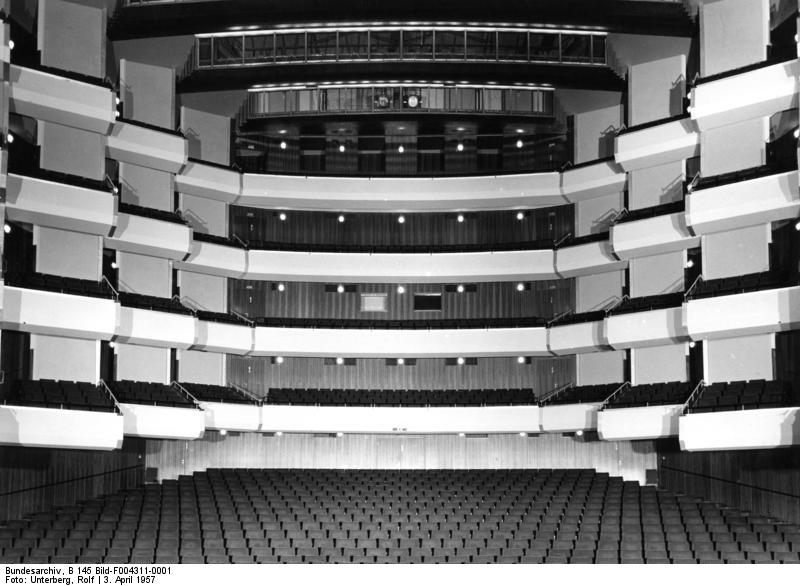 Bundesarchiv, B 145 Bild-F004311-0001
Foto: Unterberg, Rolf | 3. April 1957